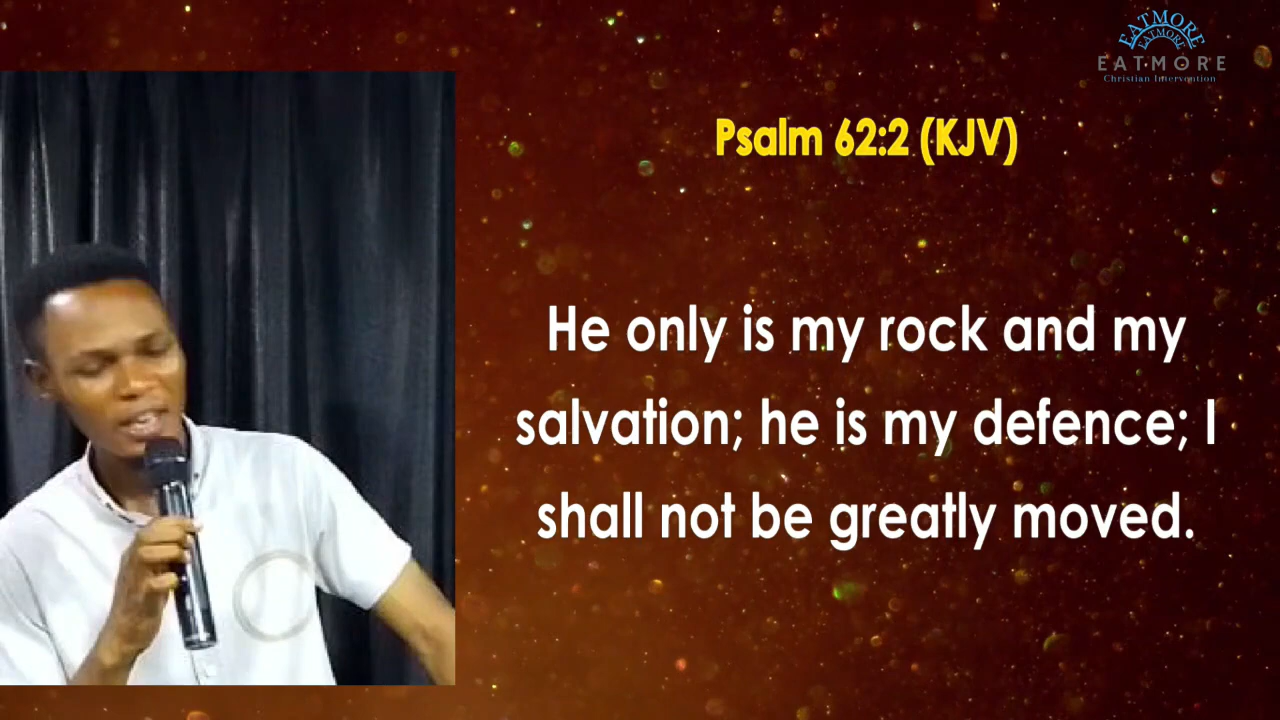 EATMORE
EATMORE
EATMORE
Christian Intervention
Psalm 62:2 (KJV)
He only is my rock and my
salvation; he is my defence; I
shall not be greatly moved.